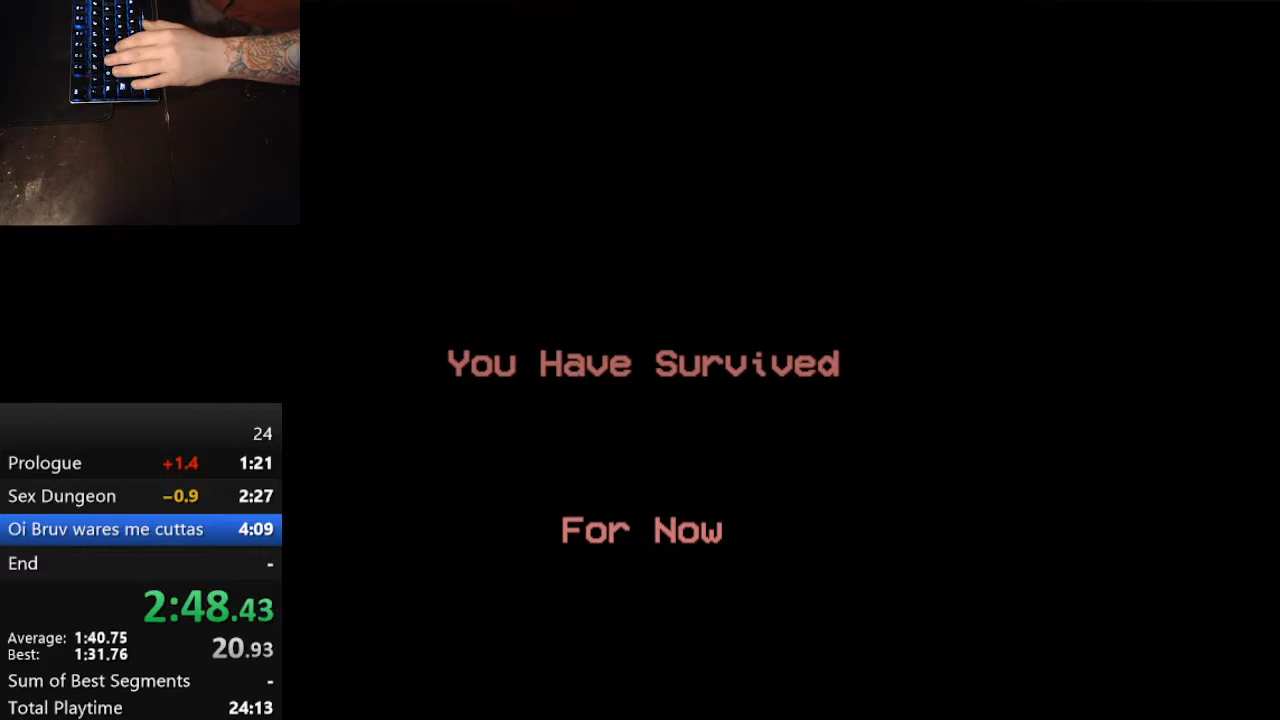 You Have Survived
For Now
24
Prologue +1.4 1:21
Sex Dungeon −0.9 2:27
Oi Bruv wares me cuttas 4:09
End -
2:48.43
Average: 1:40.75
Best: 1:31.76
20.93
Sum of Best Segments -
Total Playtime 24:13